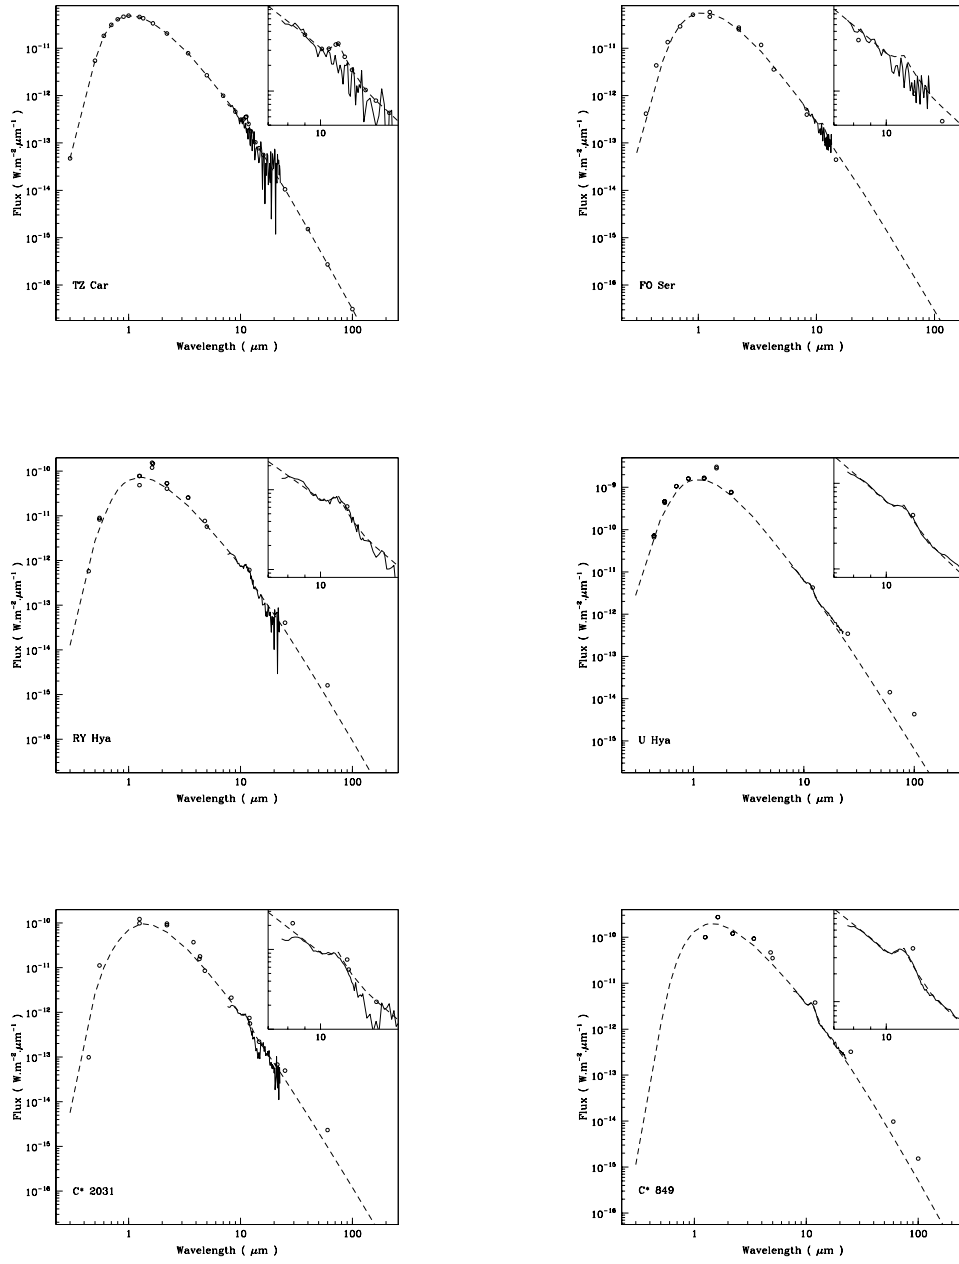 10⁻¹¹
10⁻¹²
10⁻¹³
10⁻¹⁴
10⁻¹⁵
10⁻¹⁶
Flux ( W.m⁻².μm⁻¹ )
10
TZ Car
1 10 100
Wavelength ( μm )
10⁻¹¹
10⁻¹²
10⁻¹³
10⁻¹⁴
10⁻¹⁵
10⁻¹⁶
Flux ( W.m⁻².μm⁻¹ )
10
FO Ser
1 10 100
Wavelength ( μm )
10⁻¹⁰
10⁻¹¹
10⁻¹²
10⁻¹³
10⁻¹⁴
10⁻¹⁵
10⁻¹⁶
Flux ( W.m⁻².μm⁻¹ )
10
RY Hya
1 10 100
Wavelength ( μm )
10⁻⁹
10⁻¹⁰
10⁻¹¹
10⁻¹²
10⁻¹³
10⁻¹⁴
10⁻¹⁵
Flux ( W.m⁻².μm⁻¹ )
10
U Hya
1 10 100
Wavelength ( μm )
10⁻¹⁰
10⁻¹¹
10⁻¹²
10⁻¹³
10⁻¹⁴
10⁻¹⁵
10⁻¹⁶
Flux ( W.m⁻².μm⁻¹ )
10
C* 2031
1 10 100
Wavelength ( μm )
10⁻¹⁰
10⁻¹¹
10⁻¹²
10⁻¹³
10⁻¹⁴
10⁻¹⁵
10⁻¹⁶
Flux ( W.m⁻².μm⁻¹ )
10
C* 849
1 10 100
Wavelength ( μm )